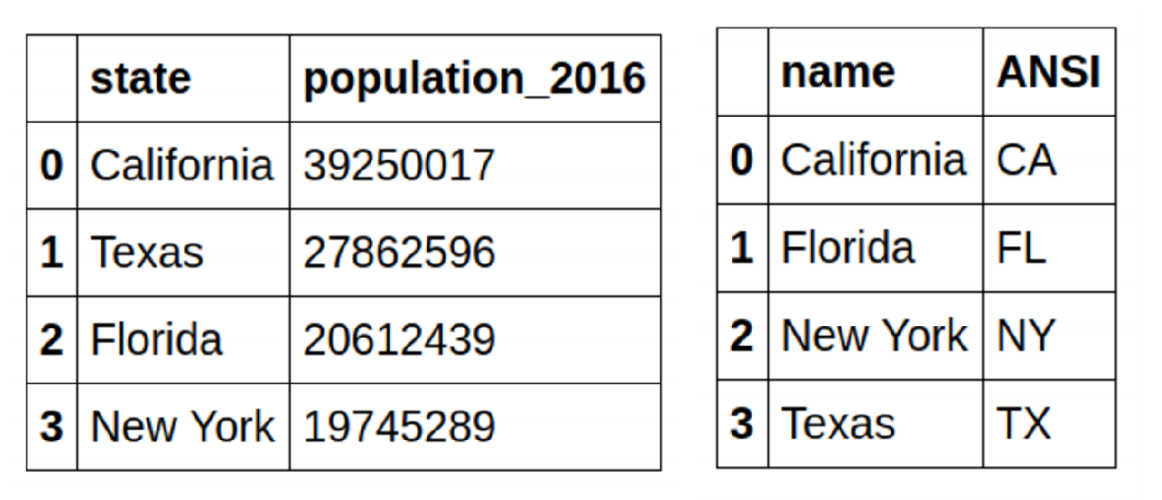 state population_2016
0 California 39250017
1 Texas 27862596
2 Florida 20612439
3 New York 19745289
name ANSI
0 California CA
1 Florida FL
2 New York NY
3 Texas TX